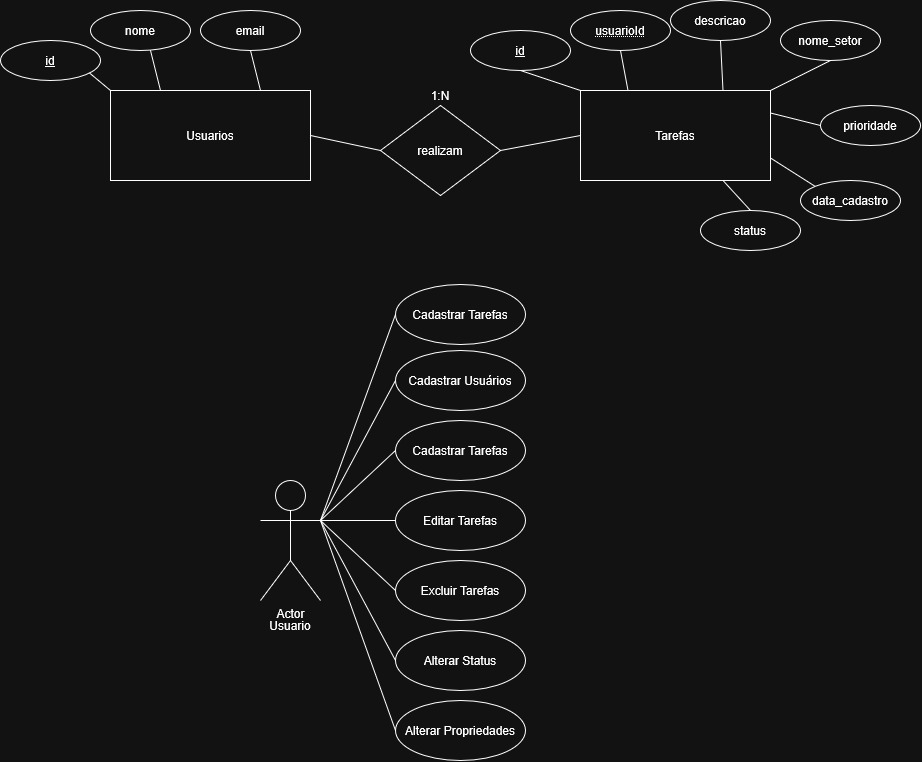 id
nome
email
id
usuarioId
descricao
nome_setor
1:N
Usuarios
realizam
Tarefas
prioridade
data_cadastro
status
Cadastrar Tarefas
Cadastrar Usuários
Cadastrar Tarefas
Editar Tarefas
Excluir Tarefas
Alterar Status
Alterar Propriedades
Actor
Usuario